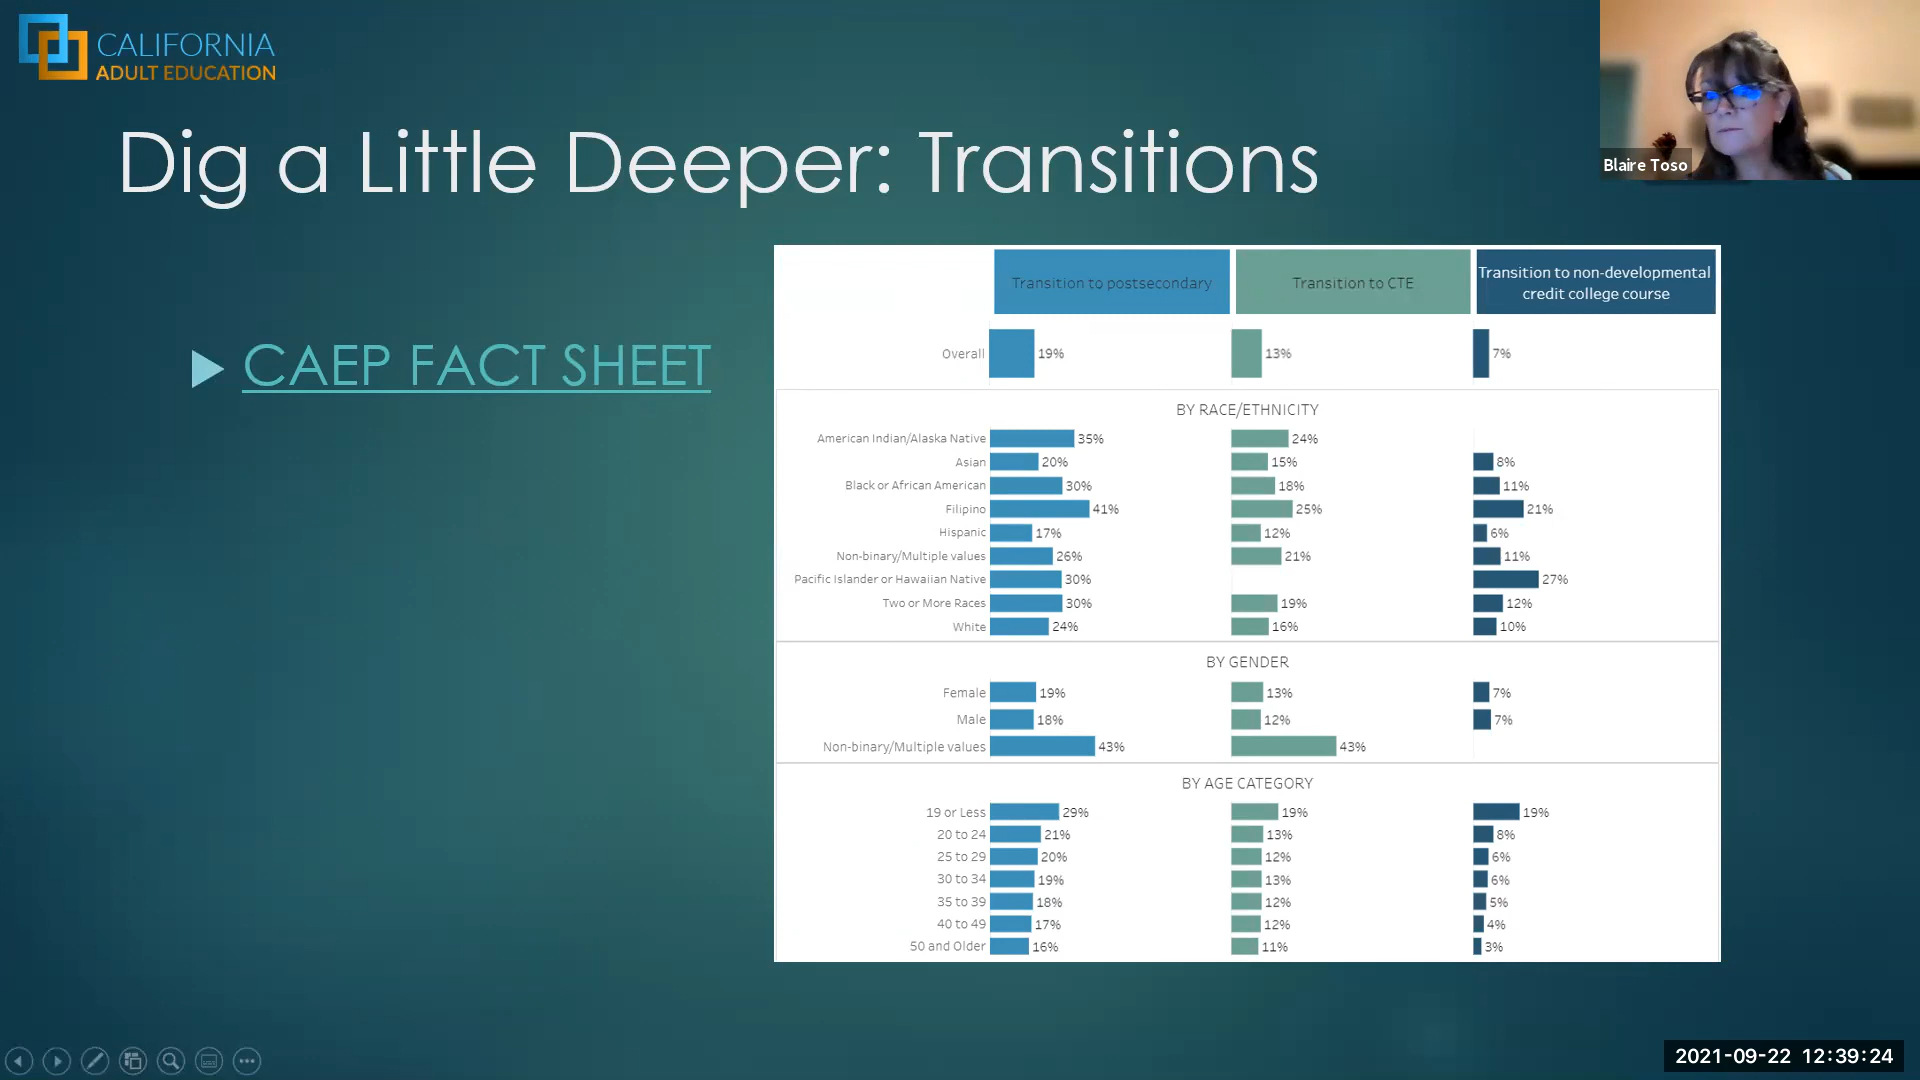 CALIFORNIA
ADULT EDUCATION
Dig a Little Deeper: Transitions
Blaire Toso
CAEP FACT SHEET
Transition to postsecondary
Transition to CTE
Transition to non-developmental
credit college course
Overall 19% 13% 7%
BY RACE/ETHNICITY
American Indian/Alaska Native 35% 24%
Asian 20% 15% 8%
Black or African American 30% 18% 11%
Filipino 41% 25% 21%
Hispanic 17% 12% 6%
Non-binary/Multiple values 26% 21% 11%
Pacific Islander or Hawaiian Native 30% 27%
Two or More Races 30% 19% 12%
White 24% 16% 10%
BY GENDER
Female 19% 13% 7%
Male 18% 12% 7%
Non-binary/Multiple values 43% 43%
BY AGE CATEGORY
19 or Less 29% 19% 19%
20 to 24 21% 13% 8%
25 to 29 20% 12% 6%
30 to 34 19% 13% 6%
35 to 39 18% 12% 5%
40 to 49 17% 12% 4%
50 and Older 16% 11% 3%
2021-09-22 12:39:24